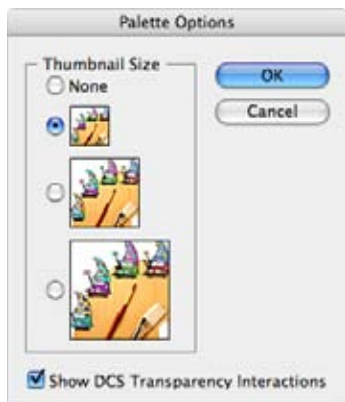 Palette Options
Thumbnail Size
None
OK
Cancel
Show DCS Transparency Interactions